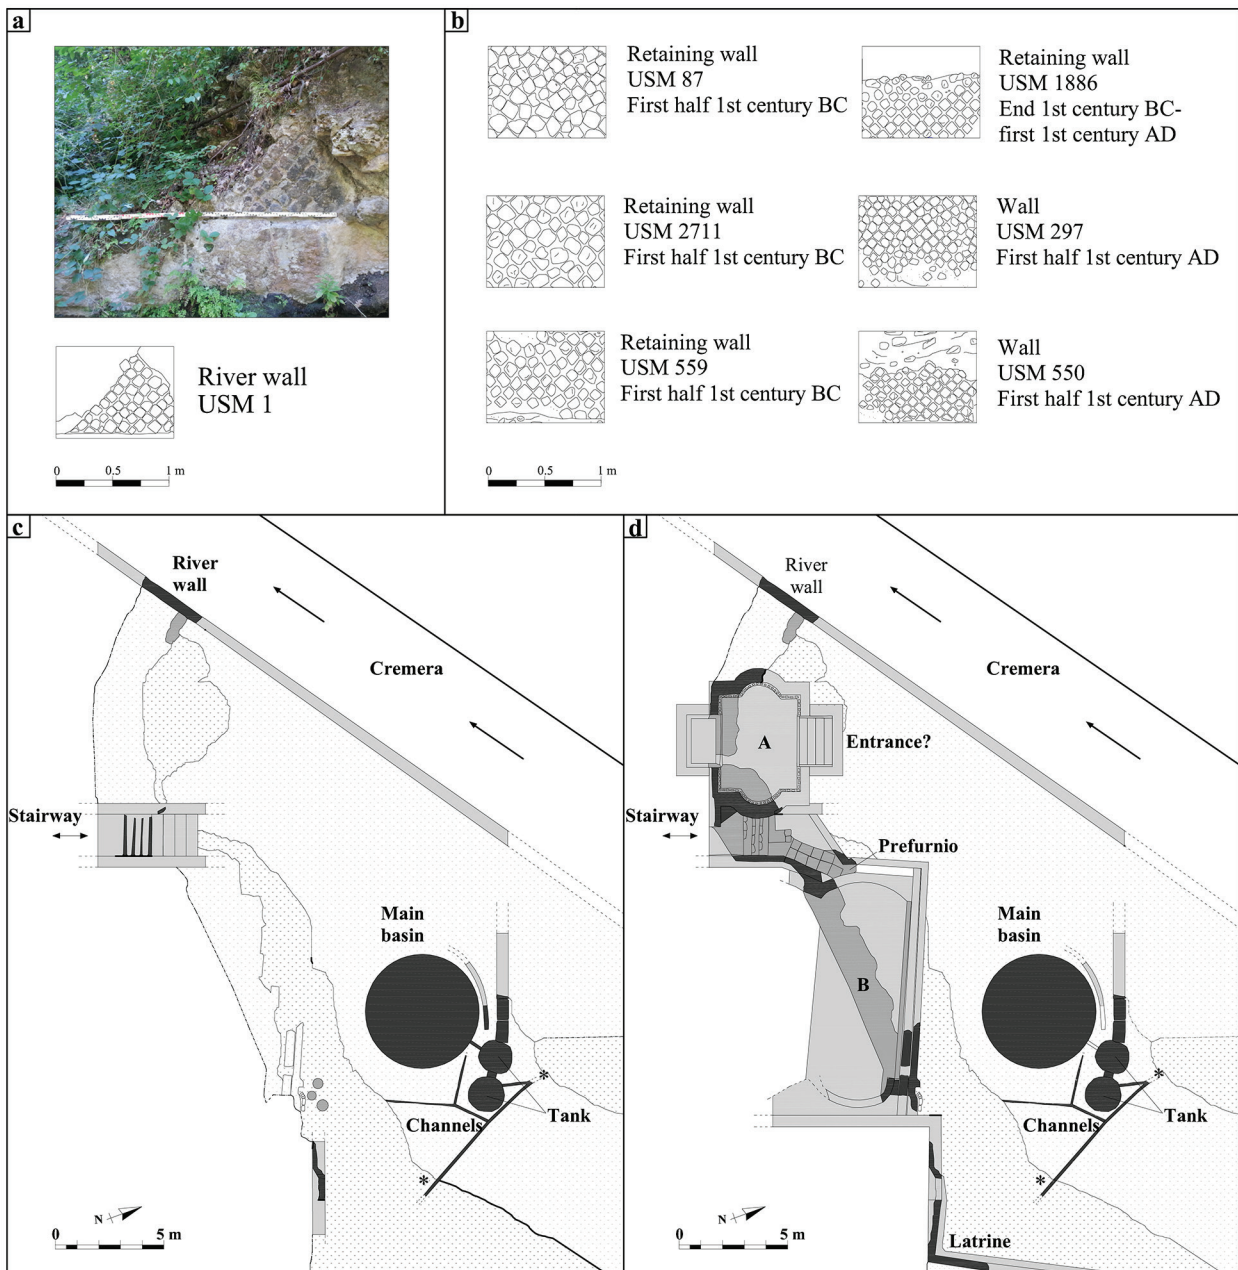 a
River wall
USM 1
0 0.5 1 m
b
Retaining wall
USM 87
First half 1st century BC
Retaining wall
USM 2711
First half 1st century BC
Retaining wall
USM 559
First half 1st century BC
Retaining wall
USM 1886
End 1st century BC-
first 1st century AD
Wall
USM 297
First half 1st century AD
Wall
USM 550
First half 1st century AD
0 0.5 1 m
c
River
wall
Cremera
Stairway
Main
basin
*
Tank
Channels
*
N
0 5 m
d
River
wall
Cremera
A
Entrance?
Stairway
Prefurnio
Main
basin
B
*
Tank
Channels
*
Latrine
N
0 5 m